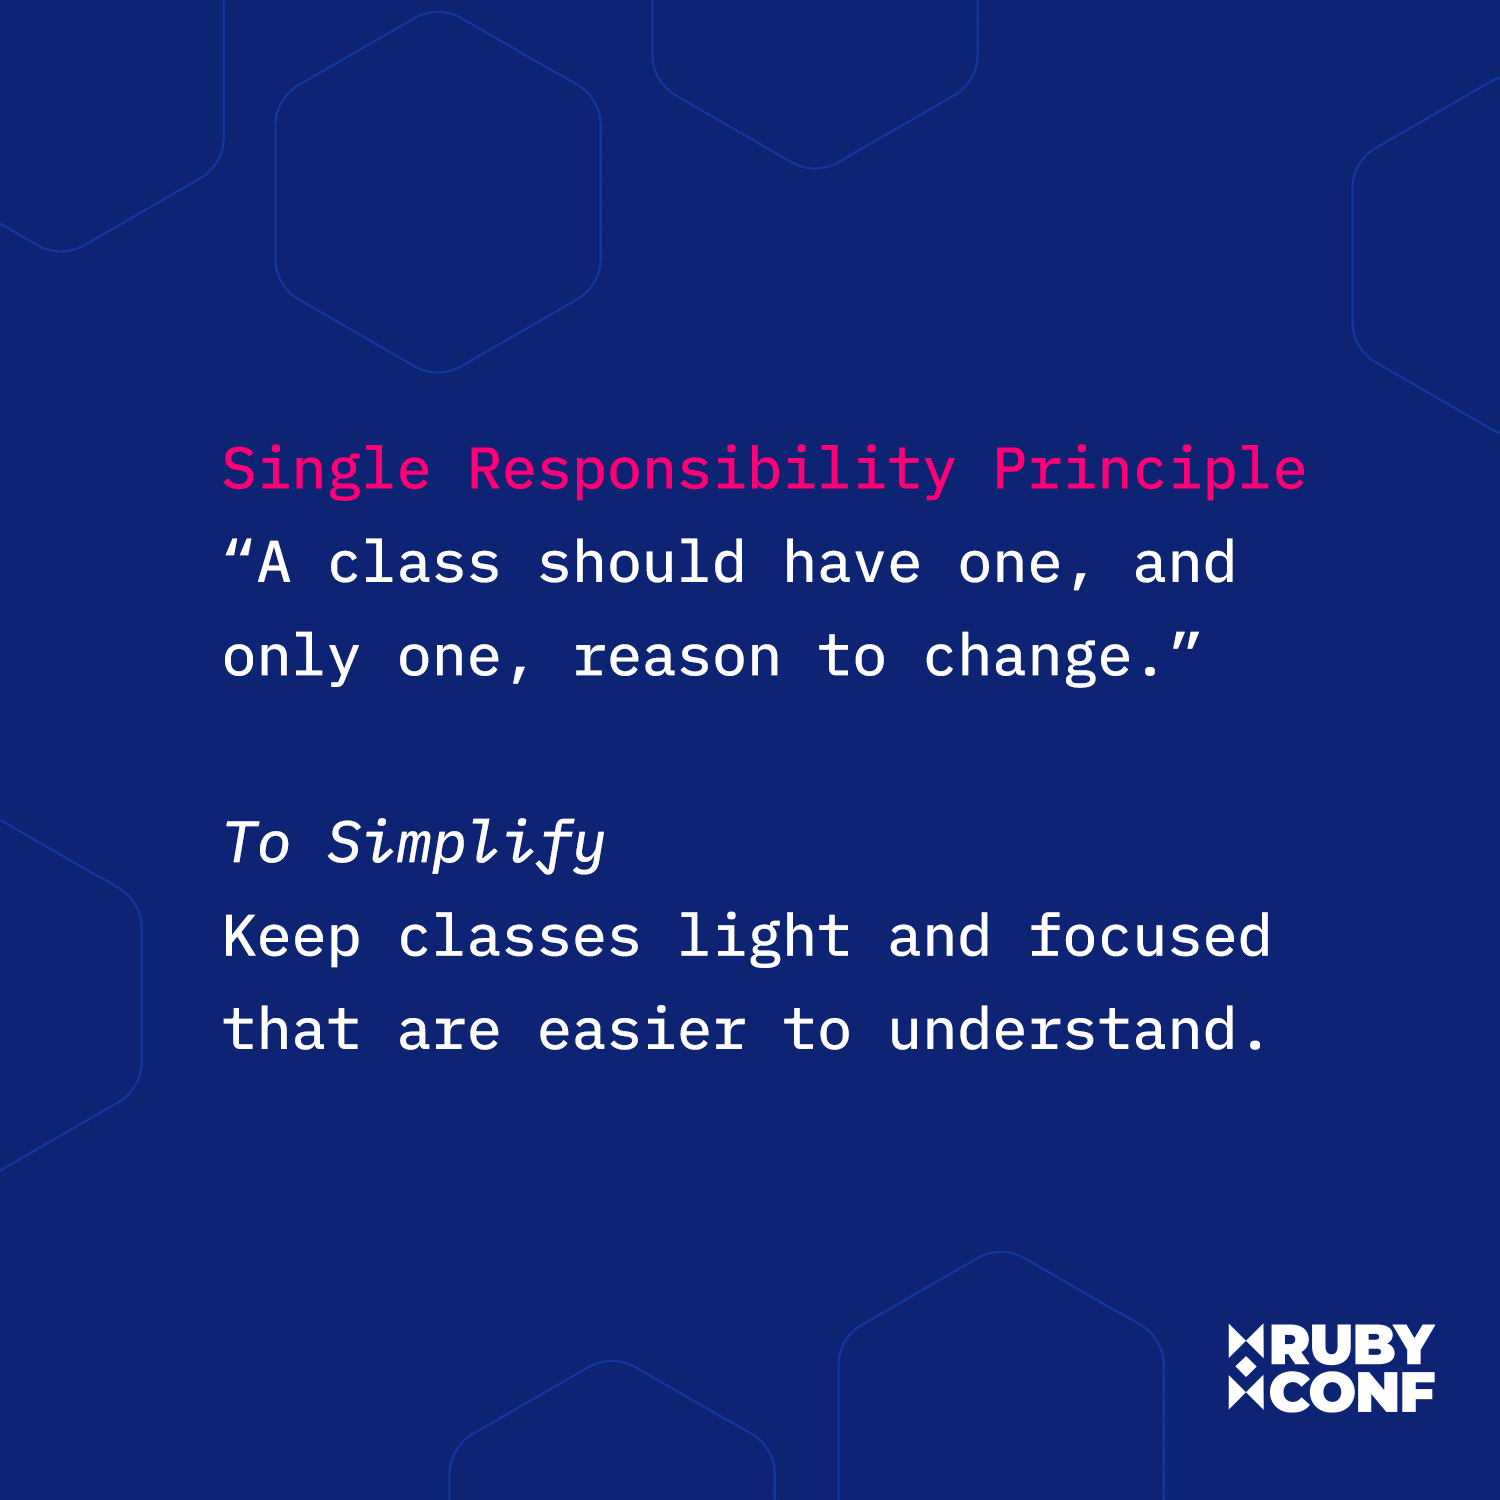 Single Responsibility Principle
“A class should have one, and
only one, reason to change.”
To Simplify
Keep classes light and focused
that are easier to understand.
RUBY
CONF